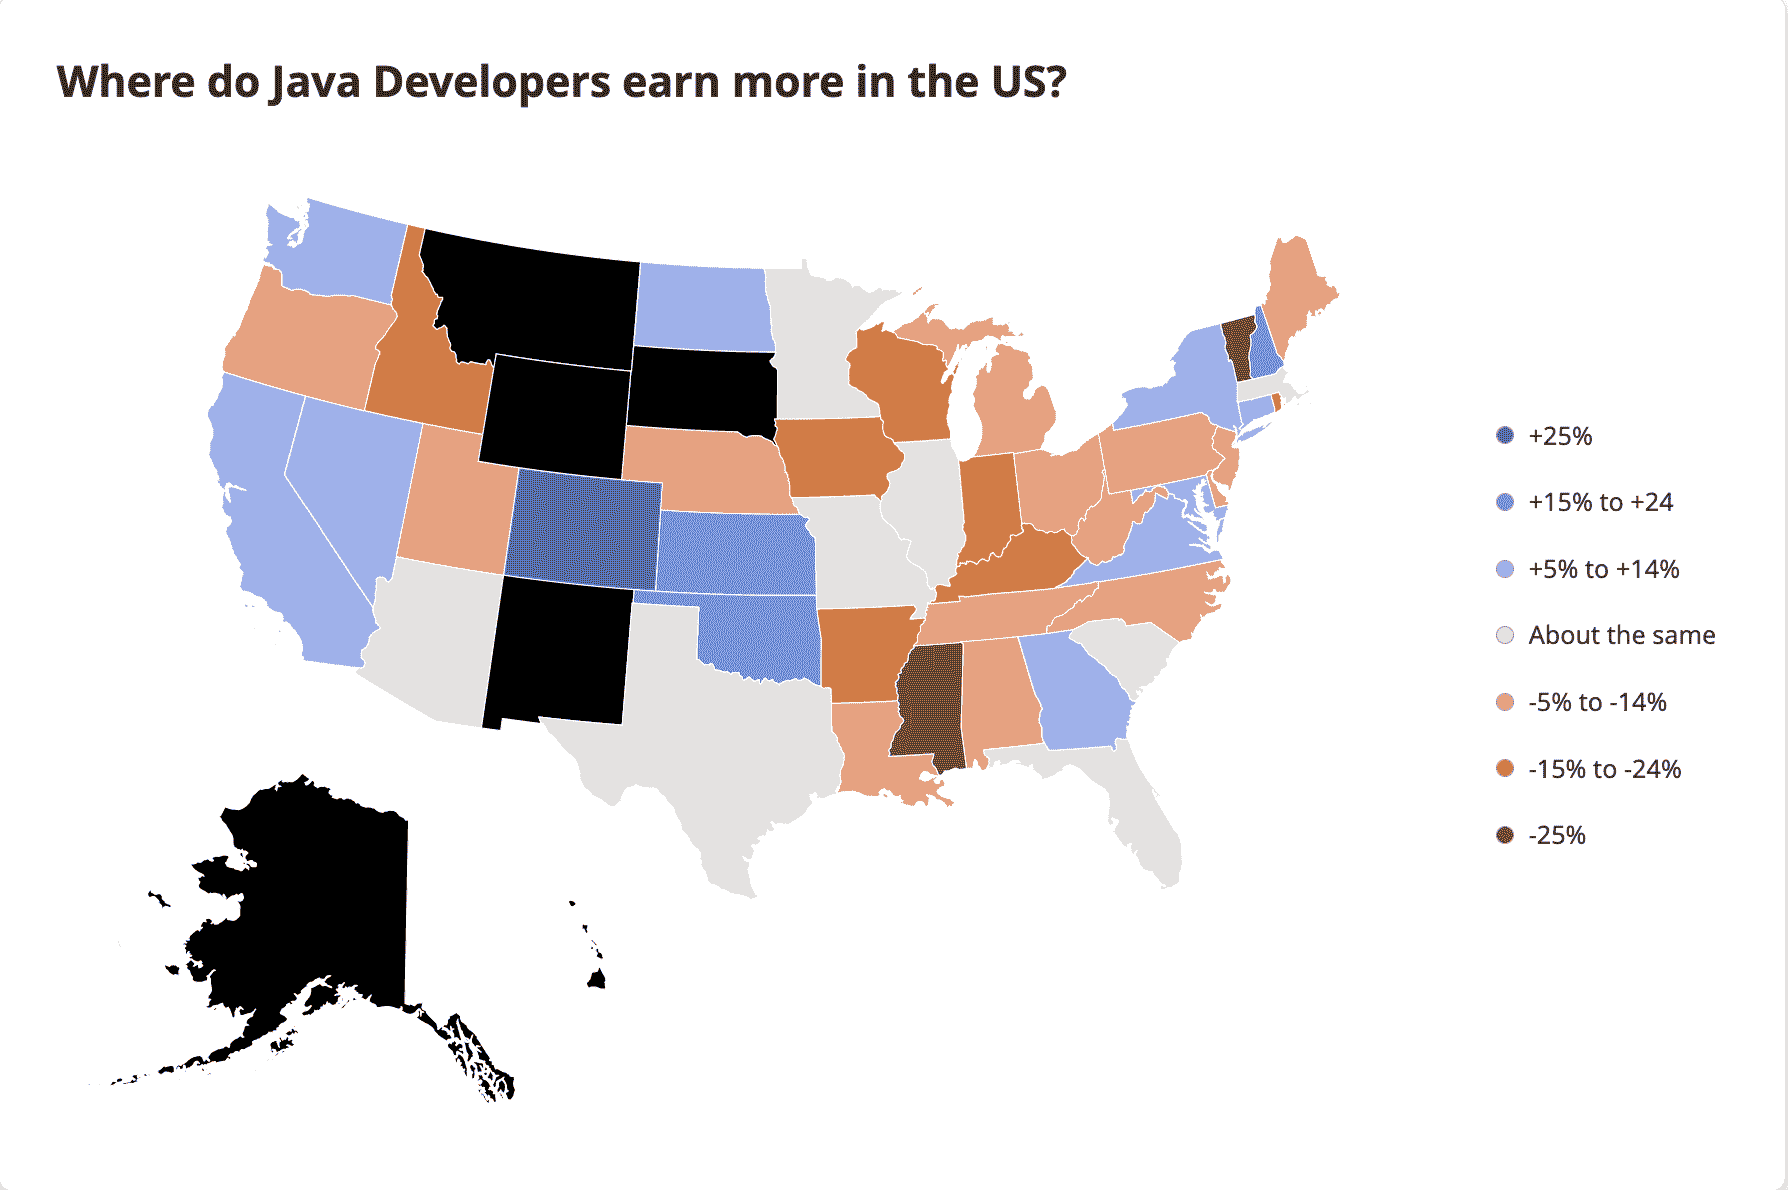 Where do Java Developers earn more in the US?
+25%
+15% to +24
+5% to +14%
About the same
-5% to -14%
-15% to -24%
-25%